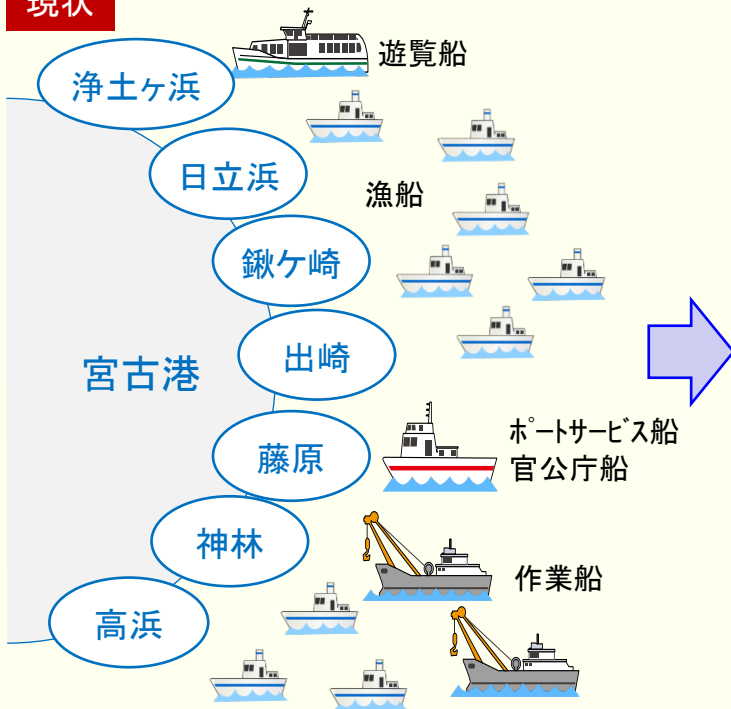 現状
遊覧船
浄土ヶ浜
日立浜
漁船
鍬ケ崎
出崎
宮古港
ﾎﾟｰﾄサービス船
官公庁船
藤原
神林
作業船
高浜